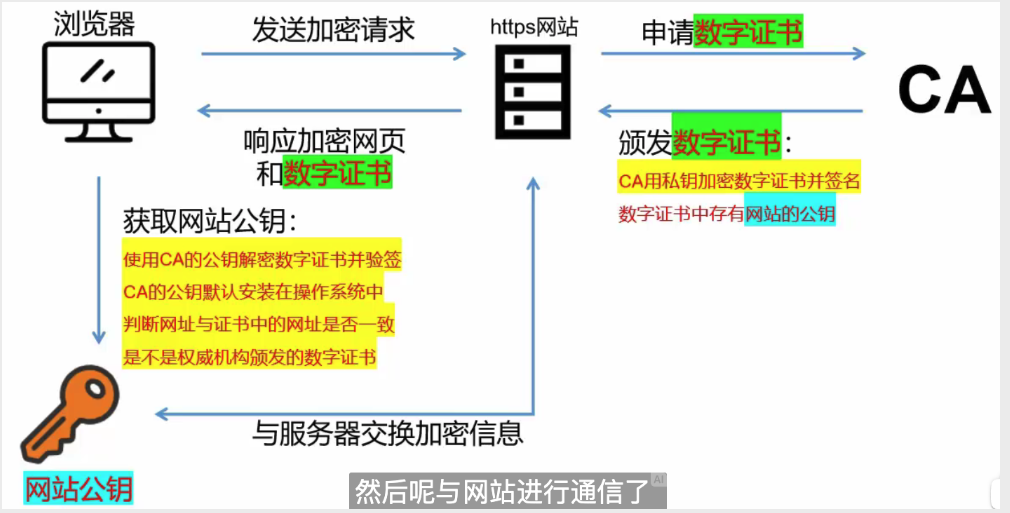 浏览器
发送加密请求
https网站
申请数字证书
CA
响应加密网页
和数字证书
颁发数字证书：
CA用私钥加密数字证书并签名
数字证书中存有网站的公钥
获取网站公钥：
使用CA的公钥解密数字证书并验签
CA的公钥默认安装在操作系统中
判断网址与证书中的网址是否一致
是不是权威机构颁发的数字证书
与服务器交换加密信息
网站公钥
然后呢与网站进行通信了
AI